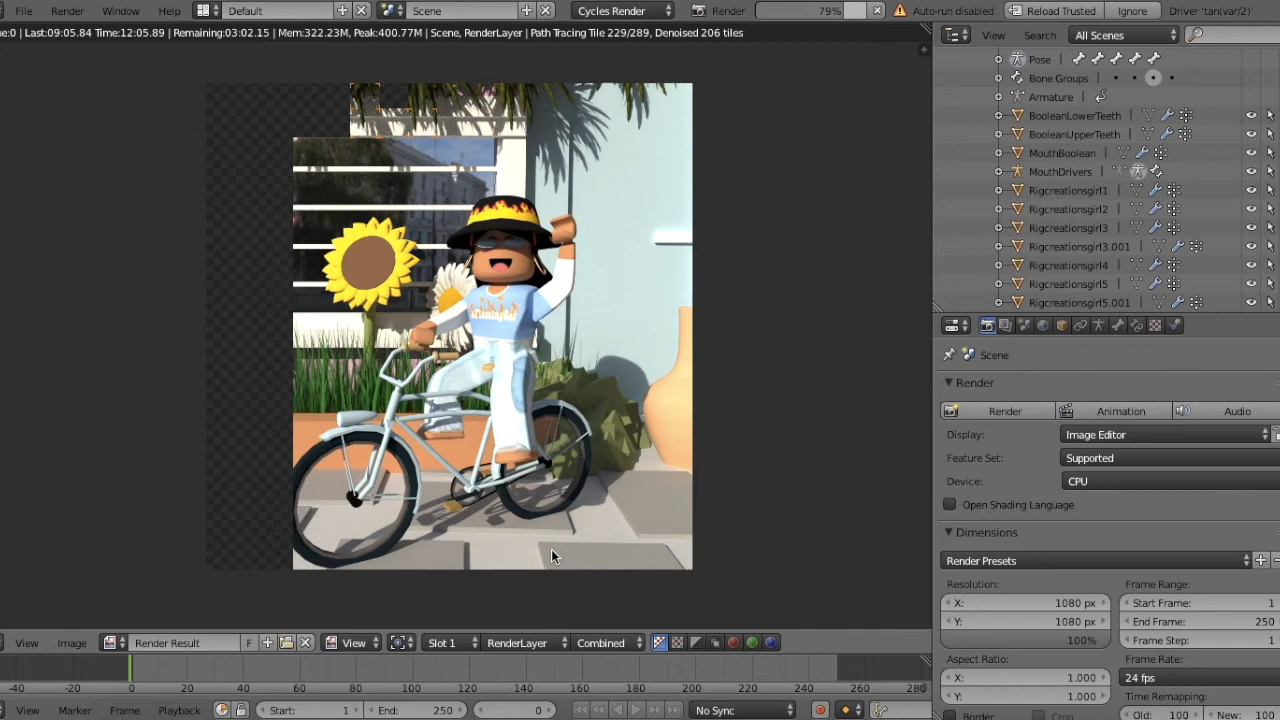 File Render Window Help Default Scene Cycles Render Render 79% Auto-run disabled Reload Trusted Ignore Driver 'tan(var/2)'
e:0 | Last:09:05.84 Time:12:05.89 | Remaining:03:02.15 | Mem:322.23M, Peak:400.77M | Scene, RenderLayer | Path Tracing Tile 229/289, Denoised 206 tiles
View Search All Scenes
Pose
Bone Groups
Armature
BooleanLowerTeeth
BooleanUpperTeeth
MouthBoolean
MouthDrivers
Rigcreationsgirl1
Rigcreationsgirl2
Rigcreationsgirl3
Rigcreationsgirl3.001
Rigcreationsgirl4
Rigcreationsgirl5
Rigcreationsgirl5.001
Scene
Render
Render Animation Audio
Display: Image Editor
Feature Set: Supported
Device: CPU
Open Shading Language
Dimensions
Render Presets
Resolution: Frame Range:
X: 1080 px Start Frame: 1
Y: 1080 px End Frame: 250
100% Frame Step: 1
Aspect Ratio: Frame Rate:
X: 1.000 24 fps
Y: 1.000 Time Remapping:
Border Crop Old: 100 New: 100
View Image Render Result F View Slot 1 RenderLayer Combined
-40 -20 0 20 40 60 80 100 120 140 160 180 200 220 240 260 280
View Marker Frame Playback Start: 1 End: 250 0 No Sync